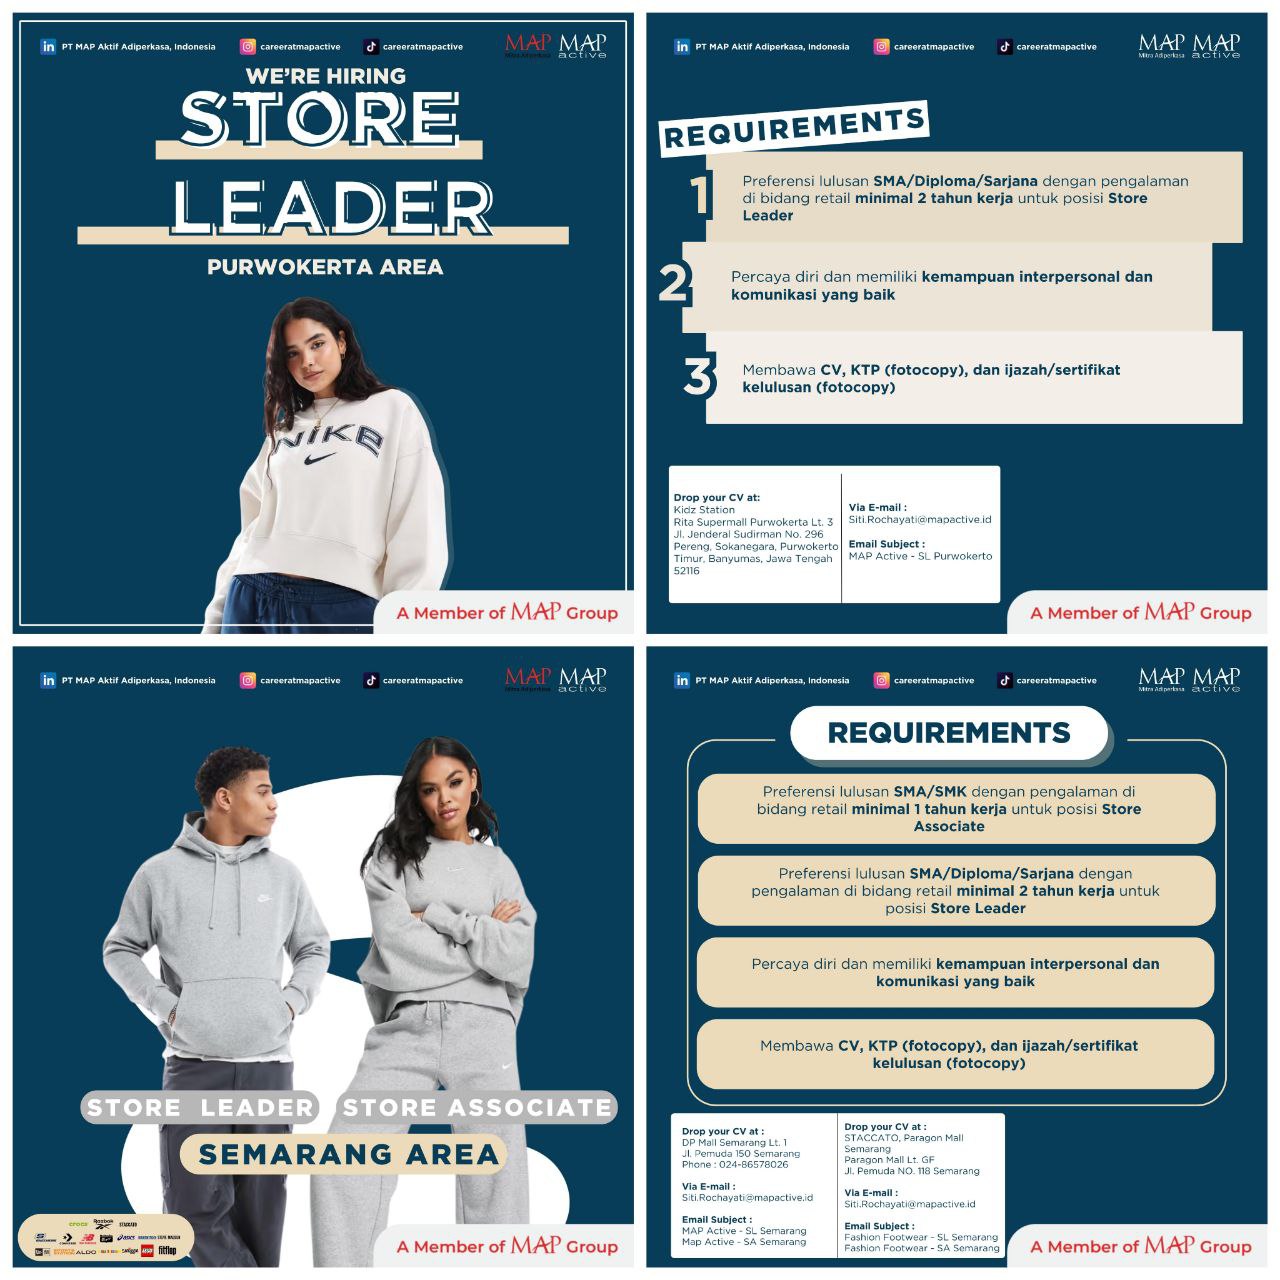 PT MAP Aktif Adiperkasa, Indonesia careeratmapactive careeratmapactive MAP MAP
Mitra Adiperkasa active
WE'RE HIRING
STORE
LEADER
PURWOKERTA AREA
NIKE
A Member of MAP Group
PT MAP Aktif Adiperkasa, Indonesia careeratmapactive careeratmapactive MAP MAP
Mitra Adiperkasa active
REQUIREMENTS
1
Preferensi lulusan SMA/Diploma/Sarjana dengan pengalaman
di bidang retail minimal 2 tahun kerja untuk posisi Store
Leader
2
Percaya diri dan memiliki kemampuan interpersonal dan
komunikasi yang baik
3
Membawa CV, KTP (fotocopy), dan ijazah/sertifikat
kelulusan (fotocopy)
Drop your CV at:
Kidz Station
Rita Supermall Purwokerta Lt. 3
Jl. Jenderal Sudirman No. 296
Pereng, Sokanegara, Purwokerto
Timur, Banyumas, Jawa Tengah
52116
Via E-mail :
Siti.Rochayati@mapactive.id
Email Subject :
MAP Active - SL Purwokerto
A Member of MAP Group
PT MAP Aktif Adiperkasa, Indonesia careeratmapactive careeratmapactive MAP MAP
Mitra Adiperkasa active
STORE LEADER STORE ASSOCIATE
SEMARANG AREA
crocs Reebok STACCATO
SKECHERS CONVERSE asics STEVE MADDEN
ALDO LEGO fitflop
A Member of MAP Group
PT MAP Aktif Adiperkasa, Indonesia careeratmapactive careeratmapactive MAP MAP
Mitra Adiperkasa active
REQUIREMENTS
Preferensi lulusan SMA/SMK dengan pengalaman di
bidang retail minimal 1 tahun kerja untuk posisi Store
Associate
Preferensi lulusan SMA/Diploma/Sarjana dengan
pengalaman di bidang retail minimal 2 tahun kerja untuk
posisi Store Leader
Percaya diri dan memiliki kemampuan interpersonal dan
komunikasi yang baik
Membawa CV, KTP (fotocopy), dan ijazah/sertifikat
kelulusan (fotocopy)
Drop your CV at :
DP Mall Semarang Lt. 1
Jl. Pemuda 150 Semarang
Phone : 024-86578026
Via E-mail :
Siti.Rochayati@mapactive.id
Email Subject :
MAP Active - SL Semarang
Map Active - SA Semarang
Drop your CV at :
STACCATO, Paragon Mall
Semarang
Paragon Mall Lt. GF
Jl. Pemuda NO. 118 Semarang
Via E-mail :
Siti.Rochayati@mapactive.id
Email Subject :
Fashion Footwear - SL Semarang
Fashion Footwear - SA Semarang
A Member of MAP Group